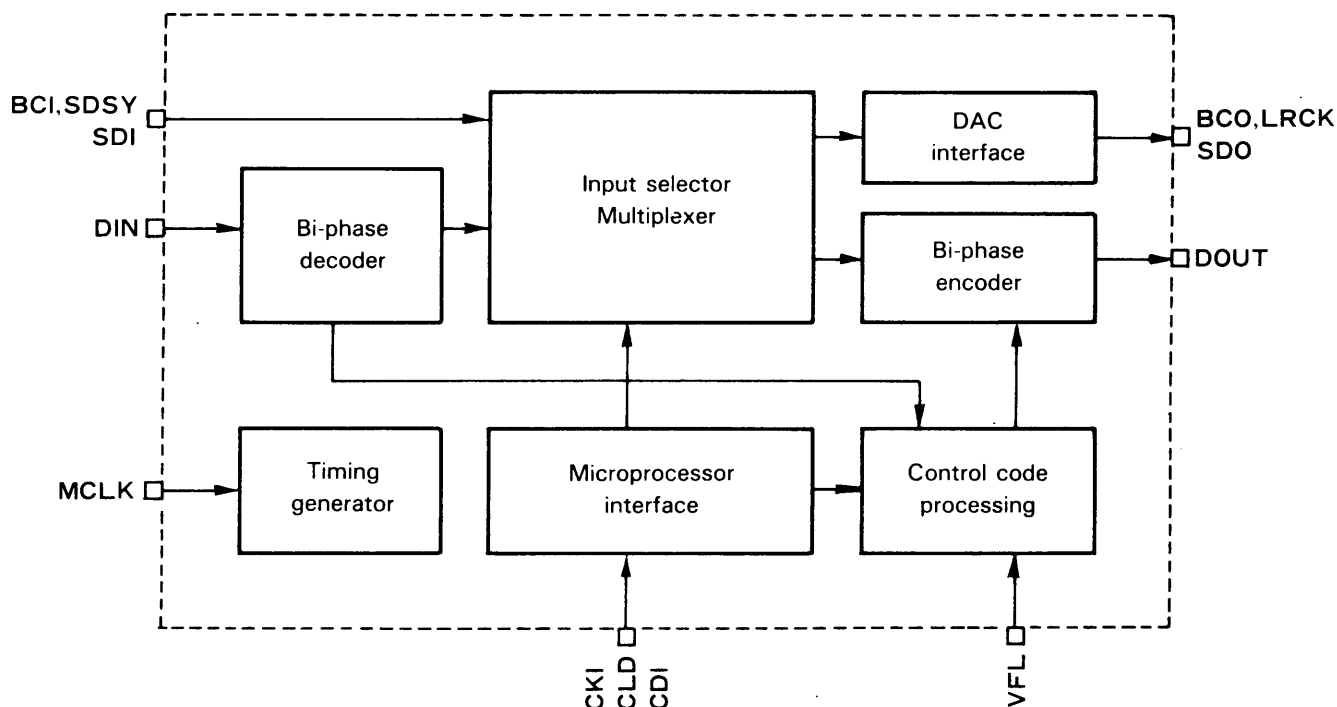 BCI,SDSY
SDI
DIN
MCLK
Bi-phase
decoder
Timing
generator
Input selector
Multiplexer
Microprocessor
interface
DAC
interface
Bi-phase
encoder
Control code
processing
BCO,LRCK
SDO
DOUT
CKI
CLD
CDI
VFL